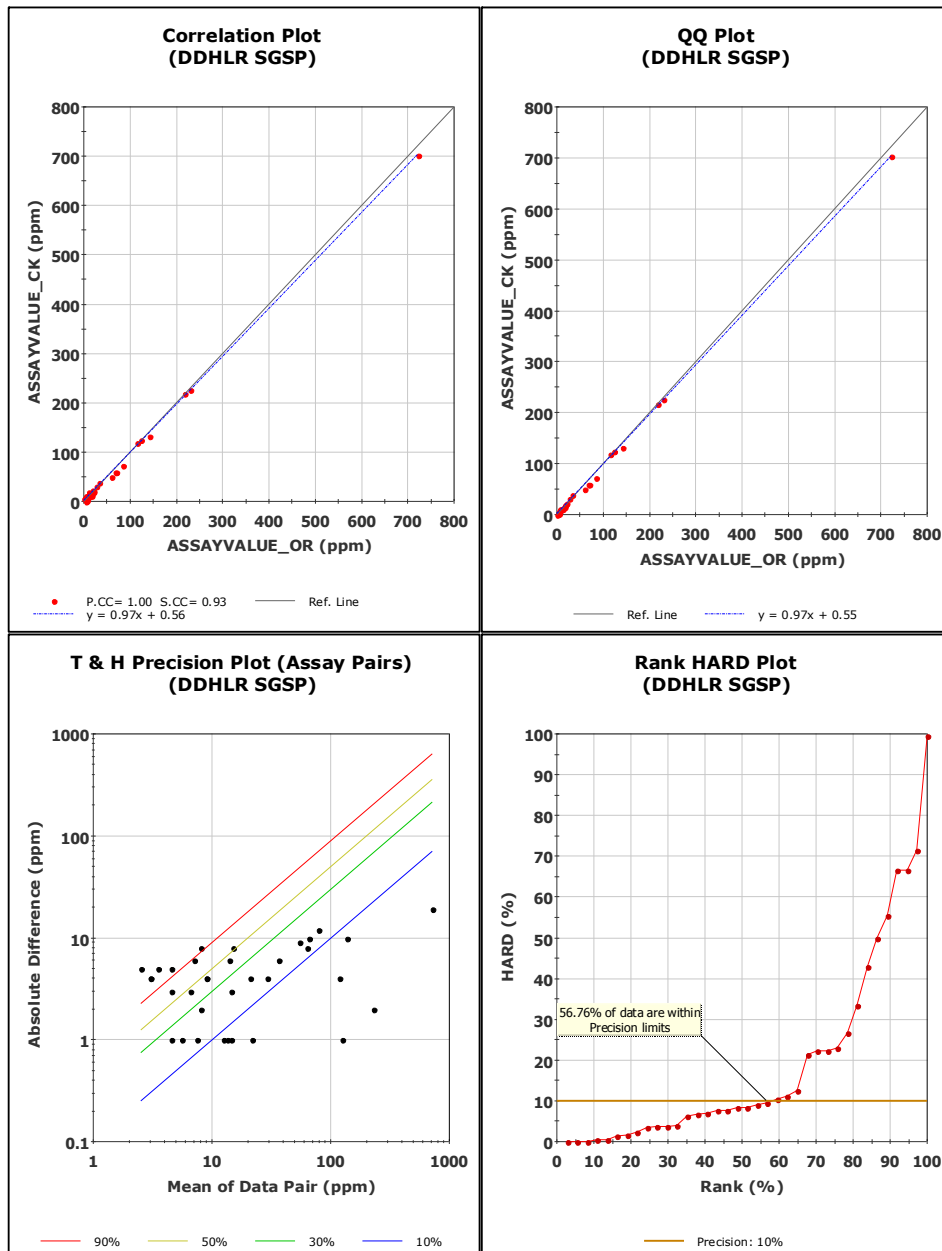 Correlation Plot
(DDHLR SGSP)
800
700
600
500
400
300
200
100
0
ASSAYVALUE_CK (ppm)
0 100 200 300 400 500 600 700 800
ASSAYVALUE_OR (ppm)
P.CC= 1.00 S.CC= 0.93 Ref. Line
y = 0.97x + 0.56
QQ Plot
(DDHLR SGSP)
800
700
600
500
400
300
200
100
0
ASSAYVALUE_CK (ppm)
0 100 200 300 400 500 600 700 800
ASSAYVALUE_OR (ppm)
Ref. Line y = 0.97x + 0.55
T & H Precision Plot (Assay Pairs)
(DDHLR SGSP)
1000
100
10
1
0.1
Absolute Difference (ppm)
1 10 100 1000
Mean of Data Pair (ppm)
90% 50% 30% 10%
Rank HARD Plot
(DDHLR SGSP)
100
90
80
70
60
50
40
30
20
10
0
HARD (%)
56.76% of data are within
Precision limits
0 10 20 30 40 50 60 70 80 90 100
Rank (%)
Precision: 10%